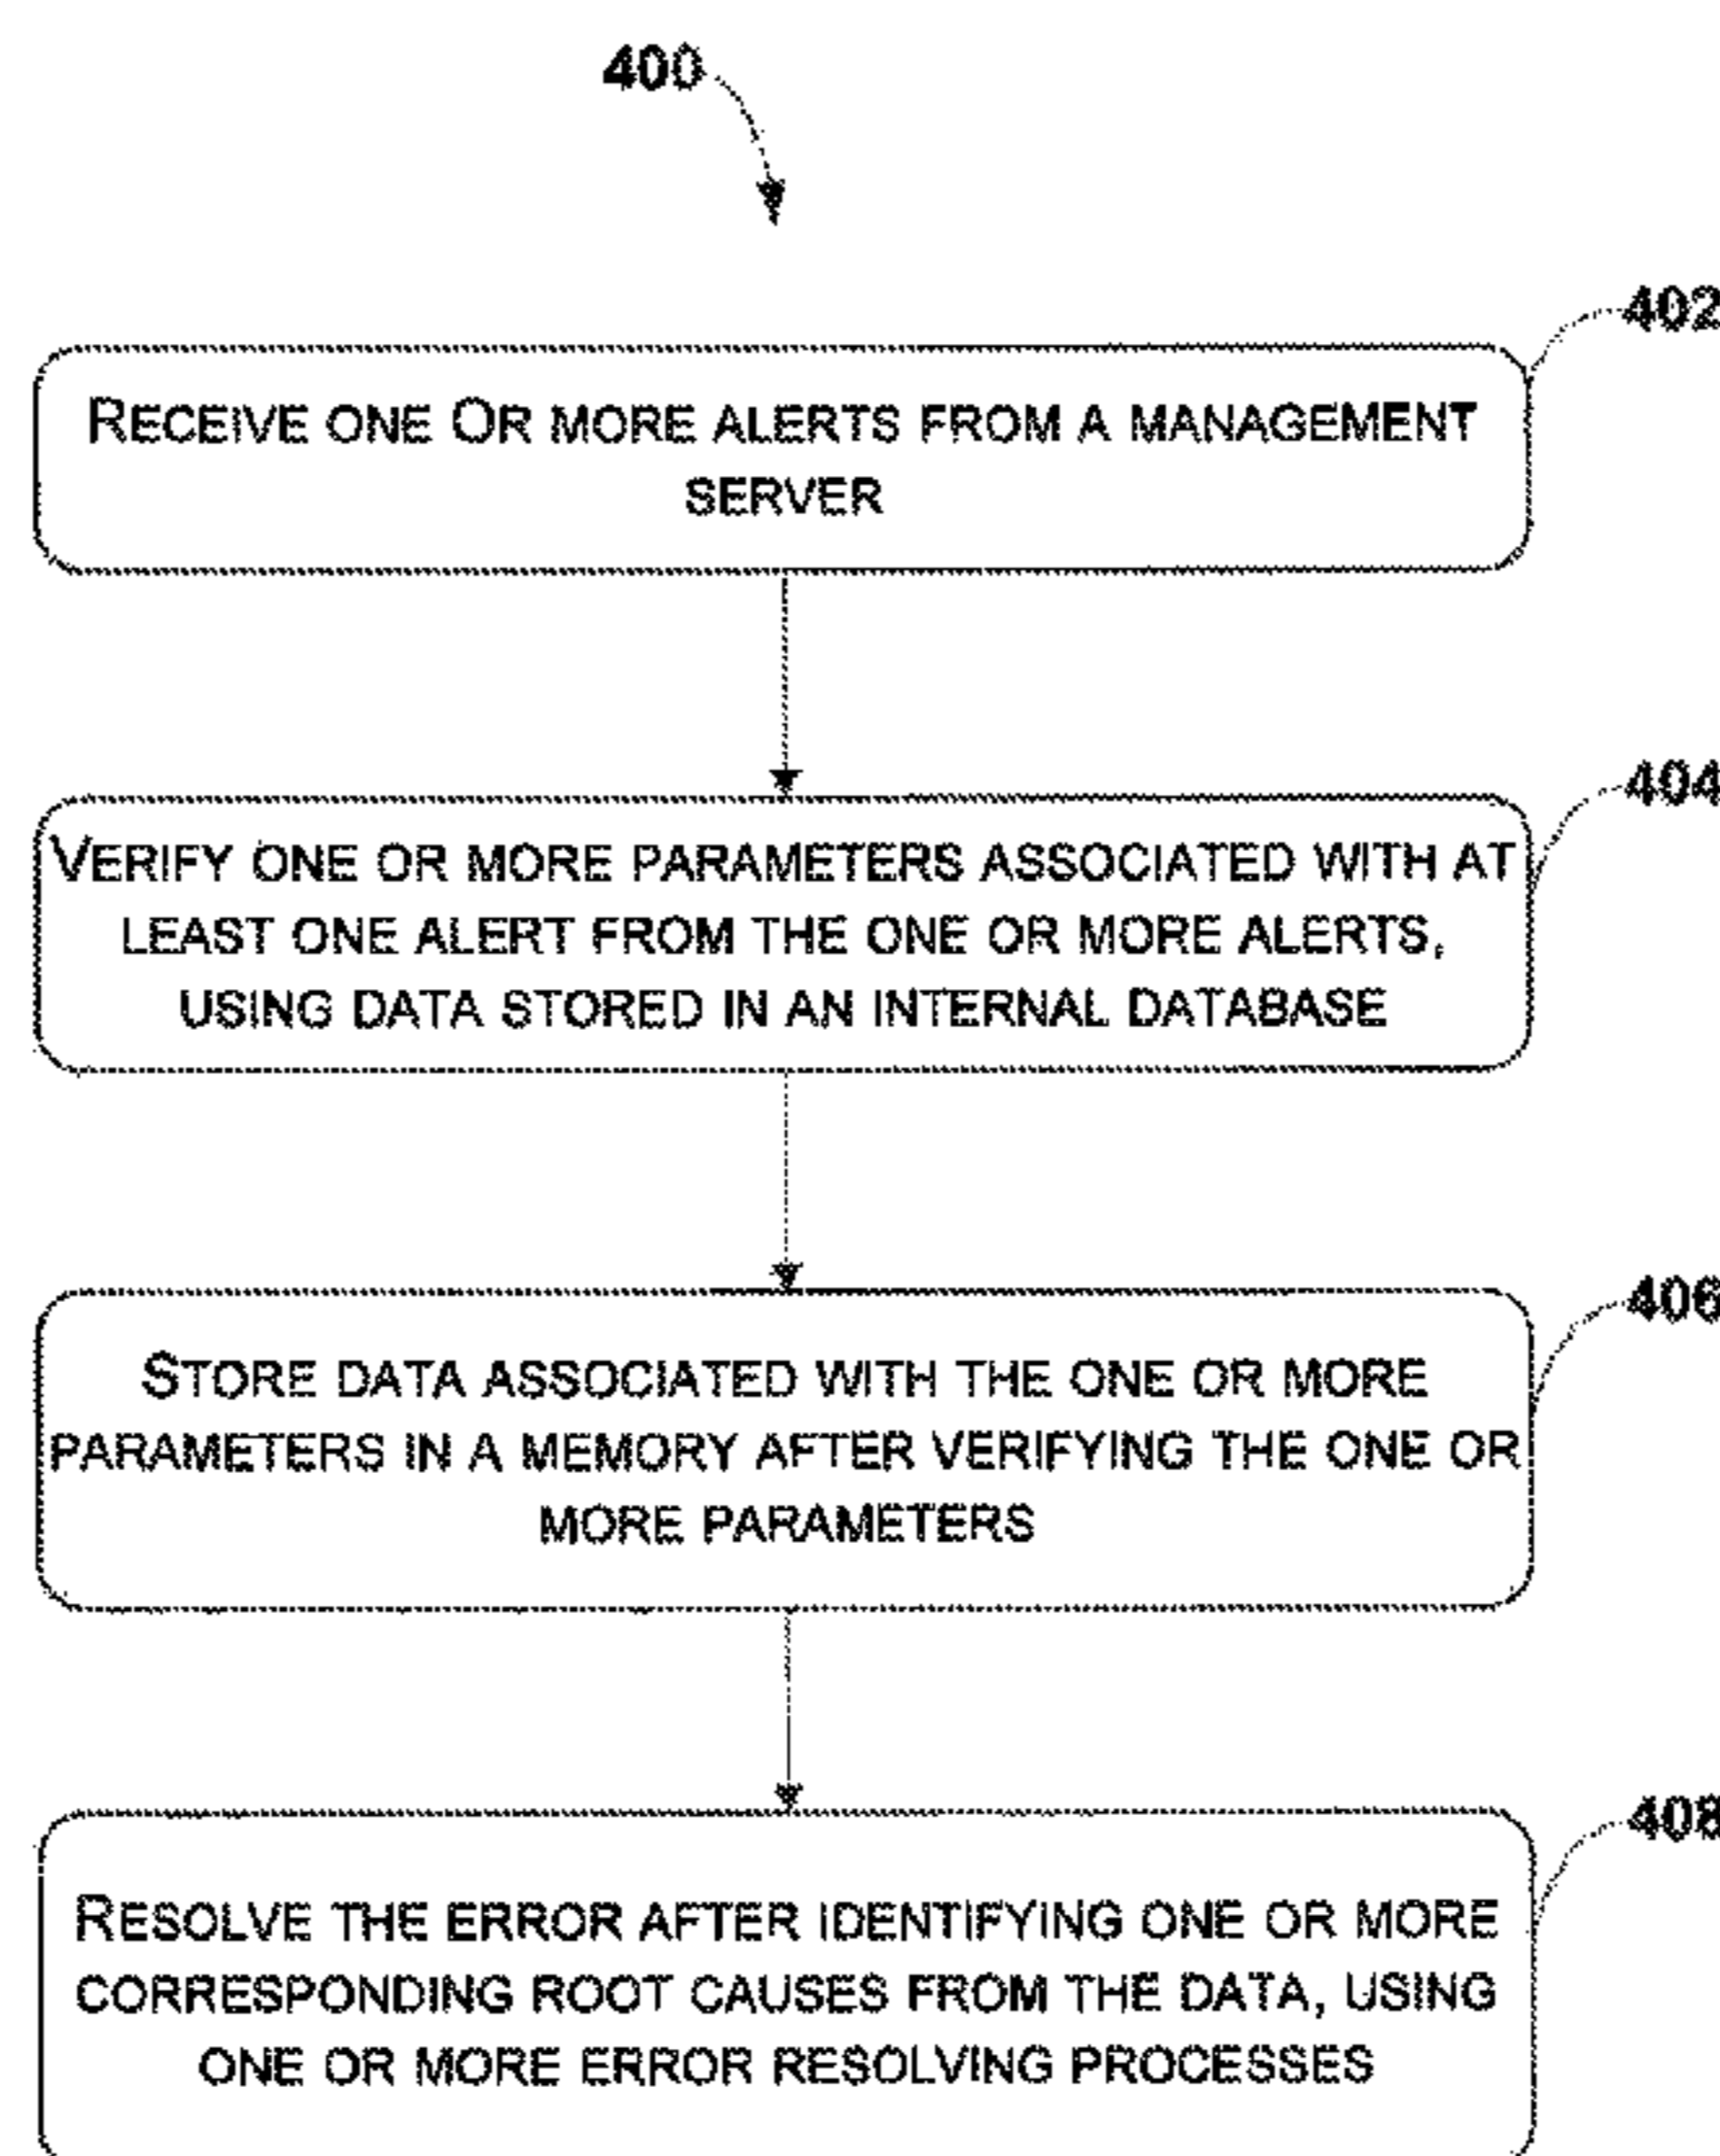 400
402
RECEIVE ONE OR MORE ALERTS FROM A MANAGEMENT
SERVER
404
VERIFY ONE OR MORE PARAMETERS ASSOCIATED WITH AT
LEAST ONE ALERT FROM THE ONE OR MORE ALERTS,
USING DATA STORED IN AN INTERNAL DATABASE
406
STORE DATA ASSOCIATED WITH THE ONE OR MORE
PARAMETERS IN A MEMORY AFTER VERIFYING THE ONE OR
MORE PARAMETERS
408
RESOLVE THE ERROR AFTER IDENTIFYING ONE OR MORE
CORRESPONDING ROOT CAUSES FROM THE DATA, USING
ONE OR MORE ERROR RESOLVING PROCESSES